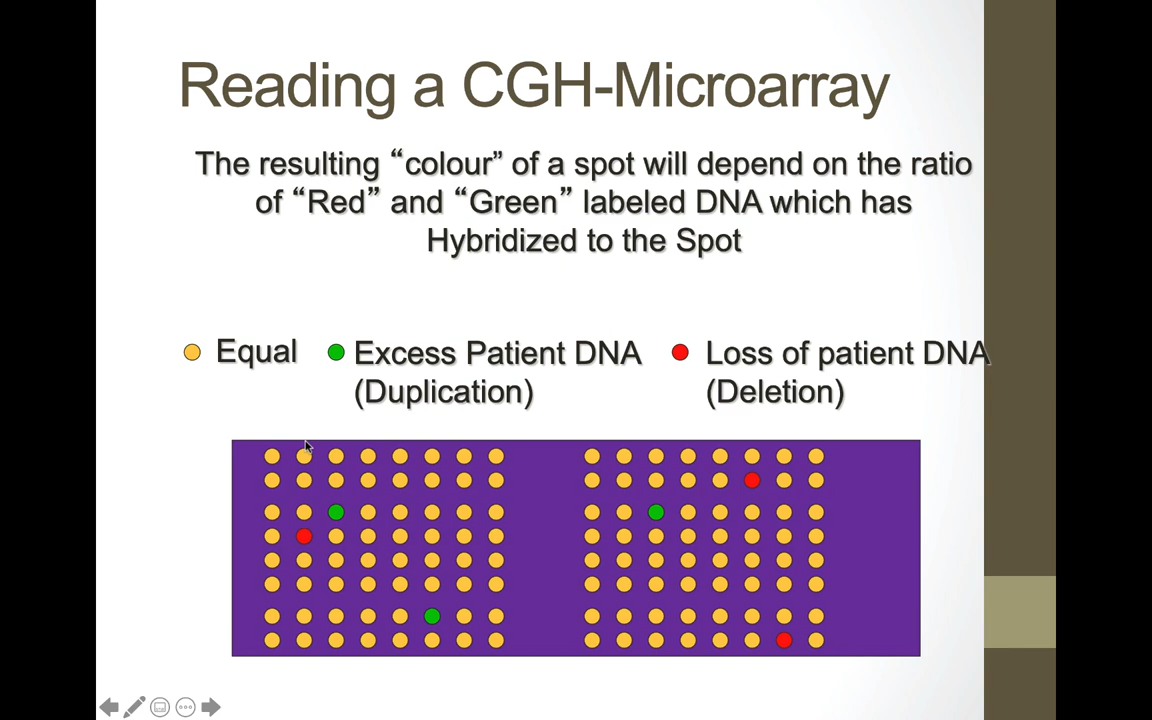 Reading a CGH-Microarray
The resulting “colour” of a spot will depend on the ratio
of “Red” and “Green” labeled DNA which has
Hybridized to the Spot
Equal
Excess Patient DNA
(Duplication)
Loss of patient DNA
(Deletion)